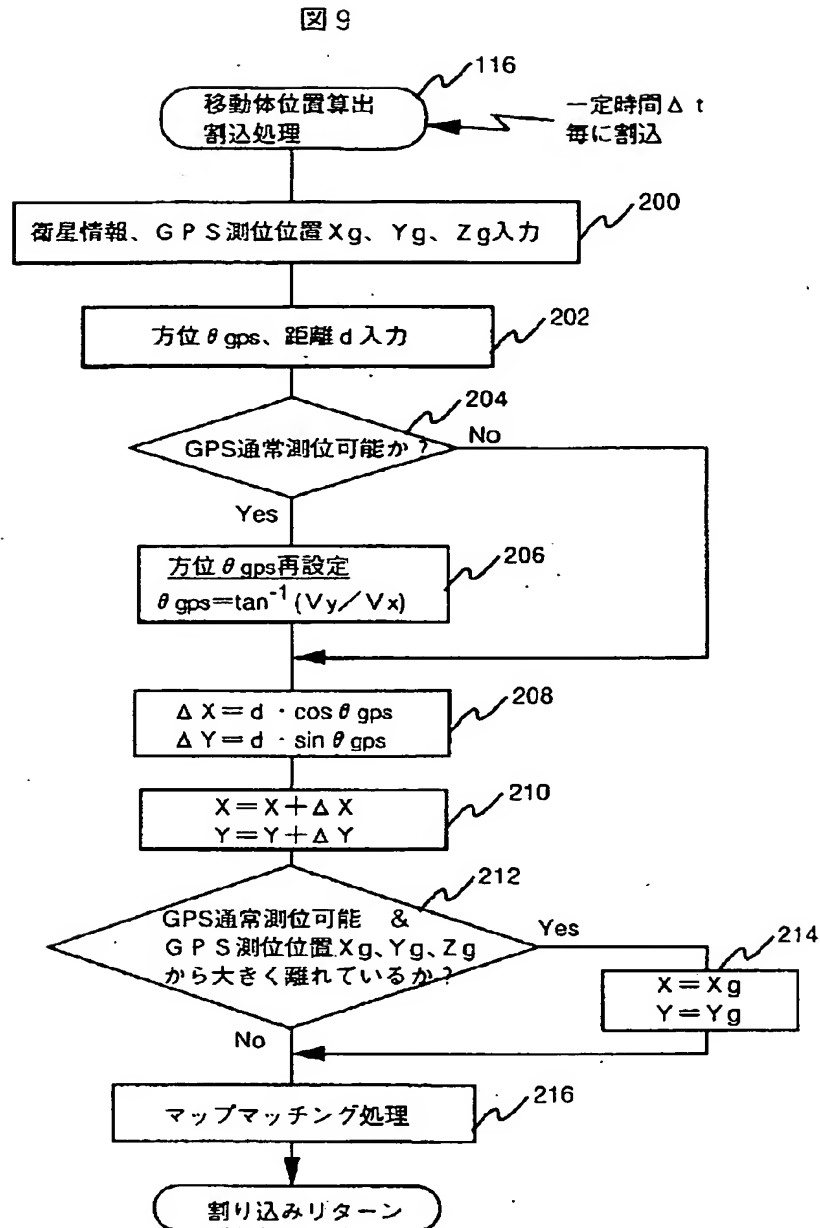 図9
116
移動体位置算出
割込処理
一定時間Δt
毎に割込
200
衛星情報、GPS測位位置Xg、Yg、Zg入力
202
方位θgps、距離d入力
204
GPS通常測位可能か?
No
Yes
206
方位θgps再設定
θgps=tan⁻¹(Vy/Vx)
208
ΔX=d・cosθgps
ΔY=d・sinθgps
210
X=X+ΔX
Y=Y+ΔY
212
GPS通常測位可能 &
GPS測位位置Xg、Yg、Zg
から大きく離れているか?
Yes
214
X=Xg
Y=Yg
No
216
マップマッチング処理
割り込みリターン